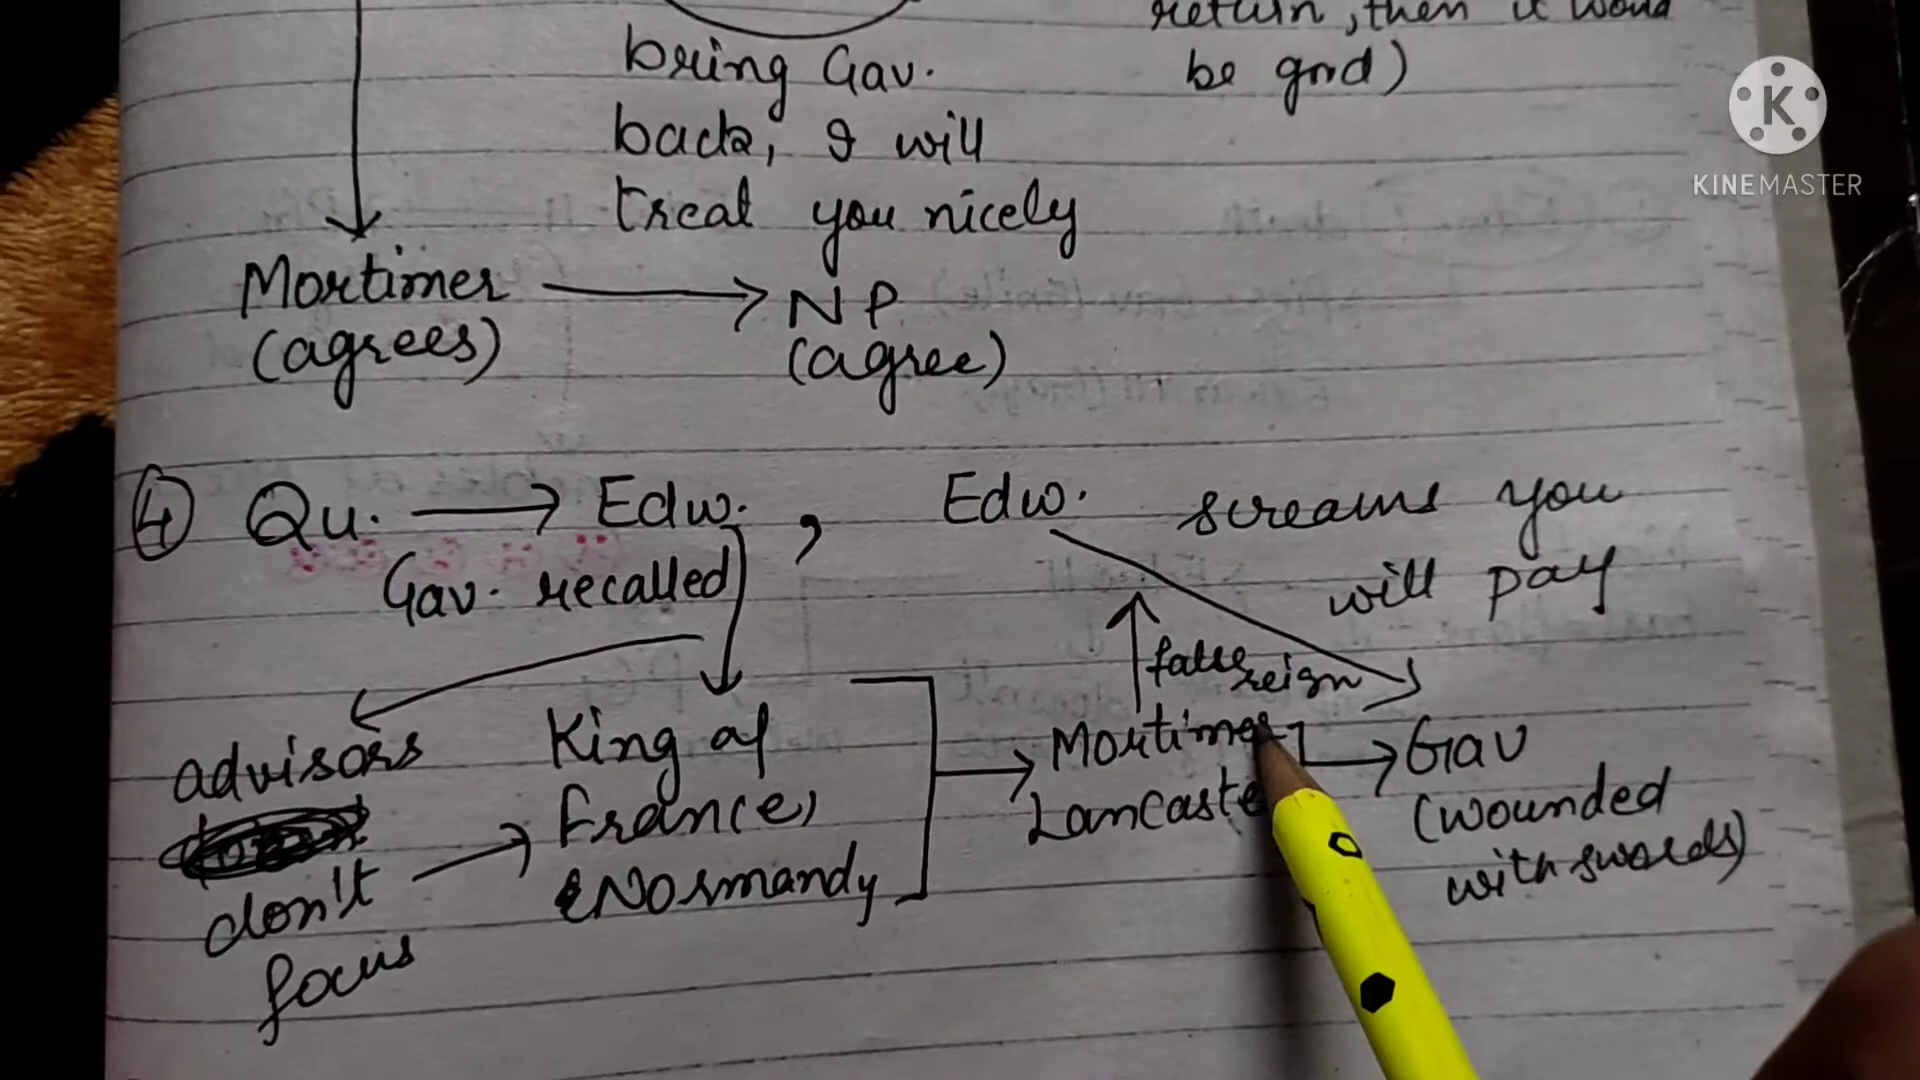 return, then it would
be good)
bring Gav.
back, I will
treat you nicely
Mortimer → NP
(agrees) (agree)
④ Qu. → Edw. , Edw. screams you
will pay
Gav. recalled
false reign
advisors
don't
focus
King of
France,
& Normandy
Mortimer
Lancaste
Gav
(wounded
with swords)
K
KINEMASTER